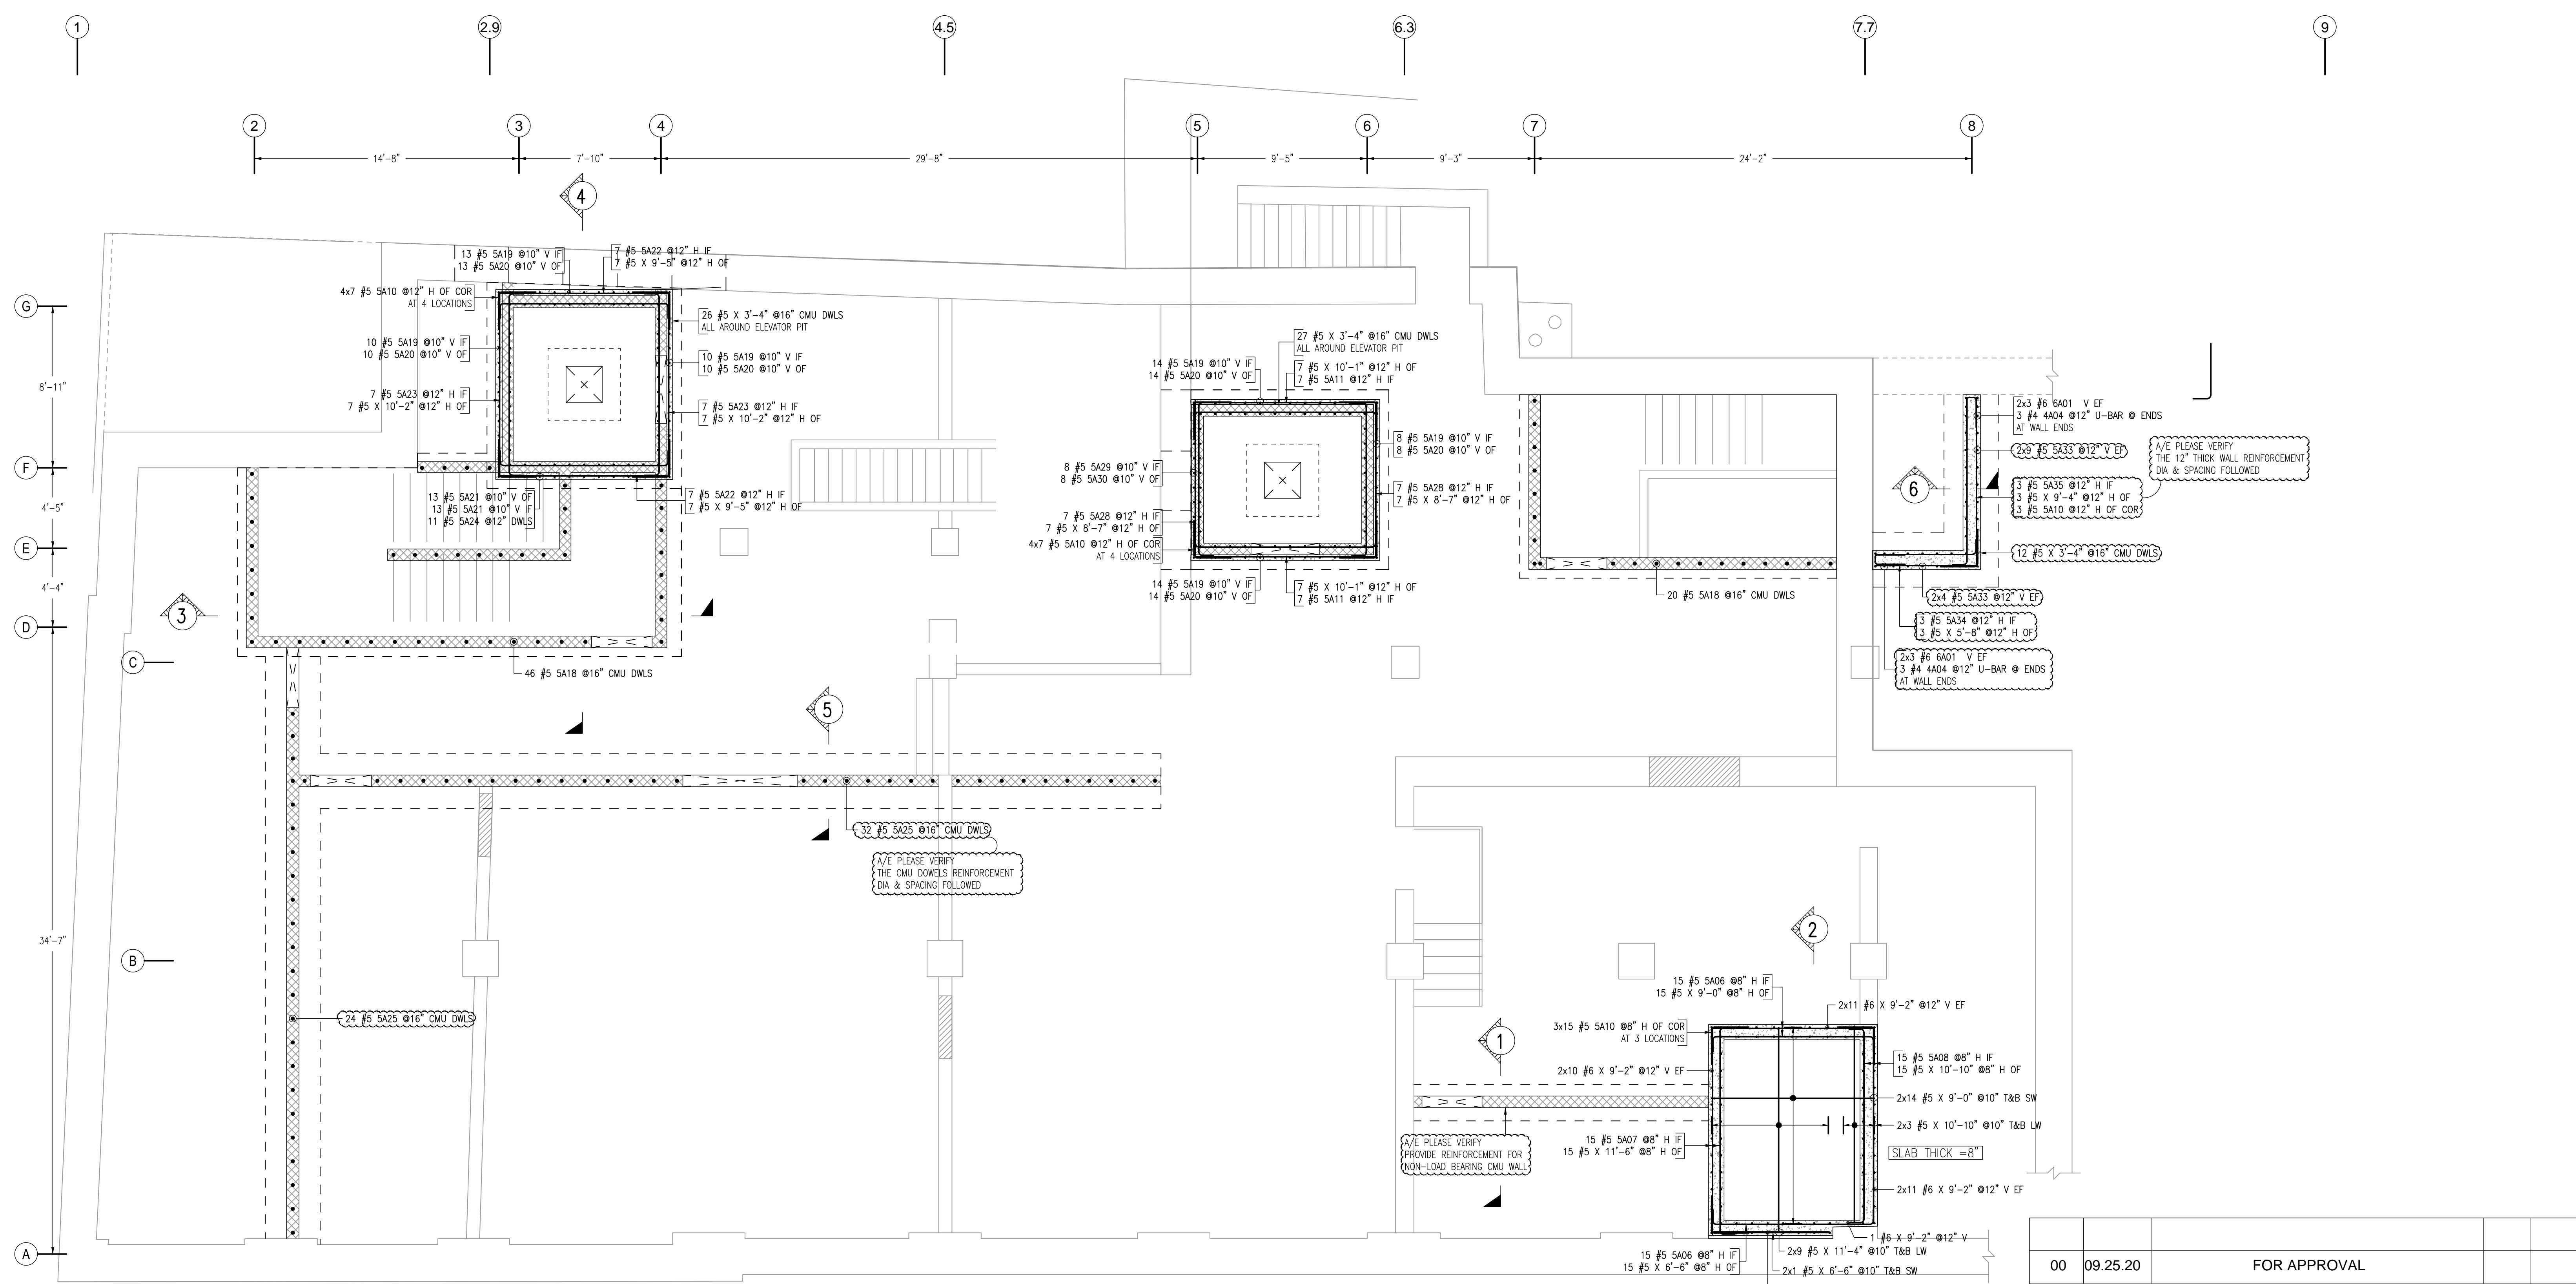 1
2.9
4.5
6.3
7.7
9
2
3
4
5
6
7
8
14'-8"
7'-10"
29'-8"
9'-5"
9'-3"
24'-2"
4
13 #5 5A19 @10" V IF
13 #5 5A20 @10" V OF
7 #5 5A22 @12" H IF
7 #5 X 9'-5" @12" H OF
4x7 #5 5A10 @12" H OF COR
AT 4 LOCATIONS
G
26 #5 X 3'-4" @16" CMU DWLS
ALL AROUND ELEVATOR PIT
10 #5 5A19 @10" V IF
10 #5 5A20 @10" V OF
10 #5 5A19 @10" V IF
10 #5 5A20 @10" V OF
8'-11"
7 #5 5A23 @12" H IF
7 #5 X 10'-2" @12" H OF
7 #5 5A23 @12" H IF
7 #5 X 10'-2" @12" H OF
27 #5 X 3'-4" @16" CMU DWLS
ALL AROUND ELEVATOR PIT
14 #5 5A19 @10" V IF
14 #5 5A20 @10" V OF
7 #5 X 10'-1" @12" H OF
7 #5 5A11 @12" H IF
8 #5 5A19 @10" V IF
8 #5 5A20 @10" V OF
8 #5 5A29 @10" V IF
8 #5 5A30 @10" V OF
7 #5 5A28 @12" H IF
7 #5 X 8'-7" @12" H OF
7 #5 5A28 @12" H IF
7 #5 X 8'-7" @12" H OF
4x7 #5 5A10 @12" H OF COR
AT 4 LOCATIONS
14 #5 5A19 @10" V IF
14 #5 5A20 @10" V OF
7 #5 X 10'-1" @12" H OF
7 #5 5A11 @12" H IF
2x3 #6 6A01 V EF
3 #4 4A04 @12" U-BAR @ ENDS
AT WALL ENDS
2x9 #5 5A33 @12" V EF
A/E PLEASE VERIFY
THE 12" THICK WALL REINFORCEMENT
DIA & SPACING FOLLOWED
6
3 #5 5A35 @12" H IF
3 #5 X 9'-4" @12" H OF
3 #5 5A10 @12" H OF COR
12 #5 X 3'-4" @16" CMU DWLS
2x4 #5 5A33 @12" V EF
3 #5 5A34 @12" H IF
3 #5 X 5'-8" @12" H OF
2x3 #6 6A01 V EF
3 #4 4A04 @12" U-BAR @ ENDS
AT WALL ENDS
20 #5 5A18 @16" CMU DWLS
F
13 #5 5A21 @10" V OF
13 #5 5A21 @10" V IF
11 #5 5A24 @12" DWLS
7 #5 5A22 @12" H IF
7 #5 X 9'-5" @12" H OF
4'-5"
E
4'-4"
3
D
C
46 #5 5A18 @16" CMU DWLS
5
32 #5 5A25 @16" CMU DWLS
A/E PLEASE VERIFY
THE CMU DOWELS REINFORCEMENT
DIA & SPACING FOLLOWED
34'-7"
B
24 #5 5A25 @16" CMU DWLS
2
15 #5 5A06 @8" H IF
15 #5 X 9'-0" @8" H OF
2x11 #6 X 9'-2" @12" V EF
1
3x15 #5 5A10 @8" H OF COR
AT 3 LOCATIONS
2x10 #6 X 9'-2" @12" V EF
15 #5 5A08 @8" H IF
15 #5 X 10'-10" @8" H OF
2x14 #5 X 9'-0" @10" T&B SW
2x3 #5 X 10'-10" @10" T&B LW
A/E PLEASE VERIFY
PROVIDE REINFORCEMENT FOR
NON-LOAD BEARING CMU WALL
15 #5 5A07 @8" H IF
15 #5 X 11'-6" @8" H OF
SLAB THICK =8"
2x11 #6 X 9'-2" @12" V EF
1 #6 X 9'-2" @12" V
2x9 #5 X 11'-4" @10" T&B LW
15 #5 5A06 @8" H IF
15 #5 X 6'-6" @8" H OF
2x1 #5 X 6'-6" @10" T&B SW
A
00 09.25.20 FOR APPROVAL